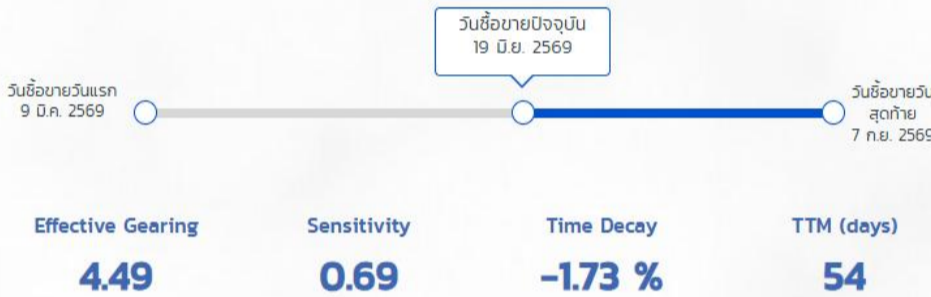 วันซื้อขายปัจจุบัน
19 มิ.ย. 2569
วันซื้อขายวันแรก
9 มี.ค. 2569
วันซื้อขายวัน
สุดท้าย
7 ก.ย. 2569
Effective Gearing
Sensitivity
Time Decay
TTM (days)
4.49
0.69
-1.73 %
54